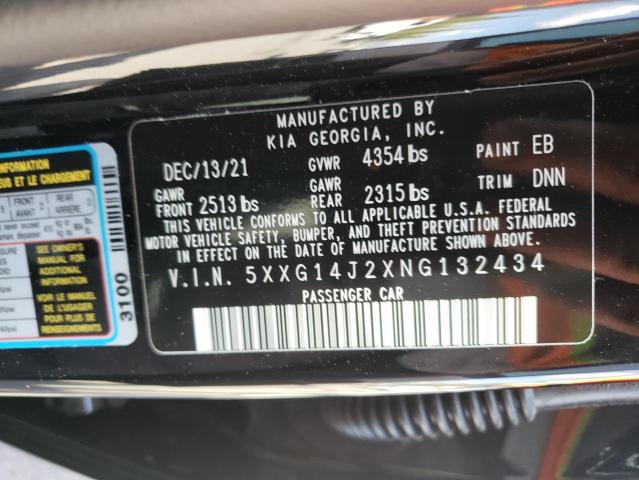 MANUFACTURED BY
KIA GEORGIA, INC.
DEC/13/21 GVWR 4354 lbs PAINT EB
GAWR FRONT 2513 lbs GAWR REAR 2315 lbs TRIM DNN
THIS VEHICLE CONFORMS TO ALL APPLICABLE U.S.A. FEDERAL
MOTOR VEHICLE SAFETY, BUMPER, AND THEFT PREVENTION STANDARDS
IN EFFECT ON THE DATE OF MANUFACTURE SHOWN ABOVE.
V.I.N. 5XXG14J2XNG132434
PASSENGER CAR
INFORMATION
ET LE CHARGEMENT
FRONT AVANT 2 REAR ARRIERE 3
SEE OWNER'S
MANUAL FOR
ADDITIONAL
INFORMATION
VOIR LE MANUEL
DE L'USAGER
POUR PLUS DE
RENSEIGNEMENTS
3100